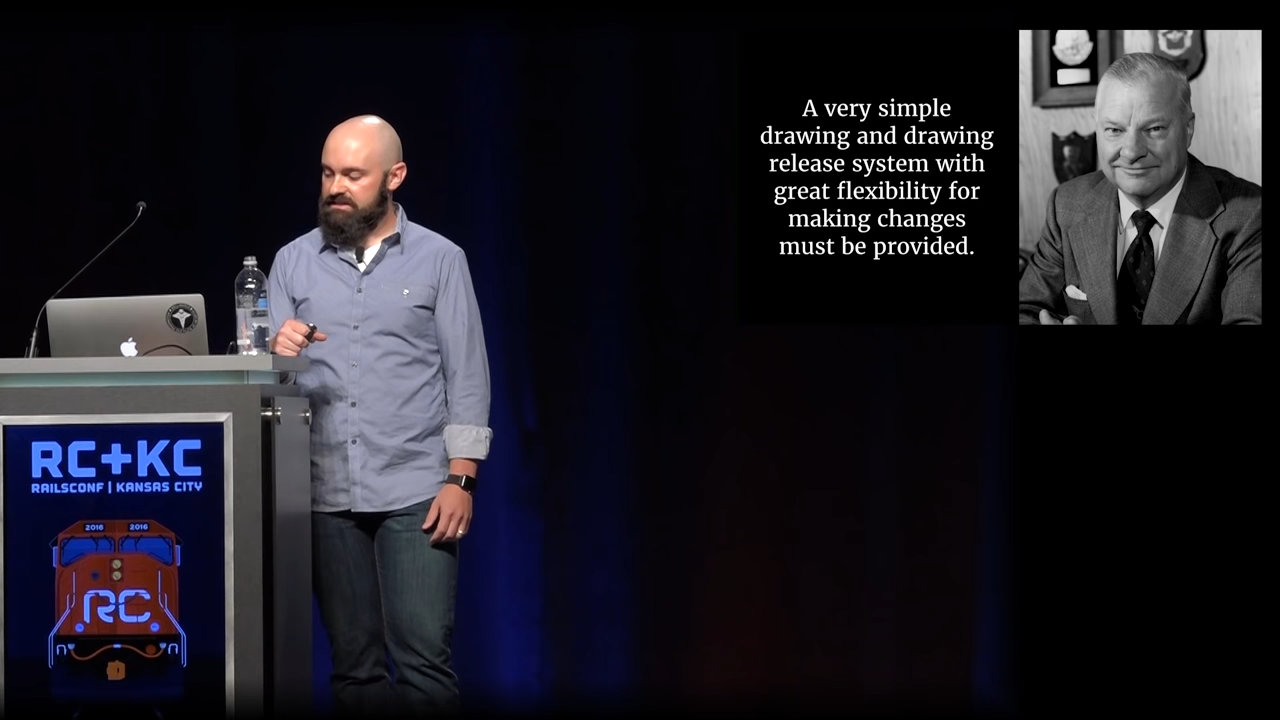 A very simple
drawing and drawing
release system with
great flexibility for
making changes
must be provided.
RC+KC
RAILSCONF | KANSAS CITY
2016 2016
RC